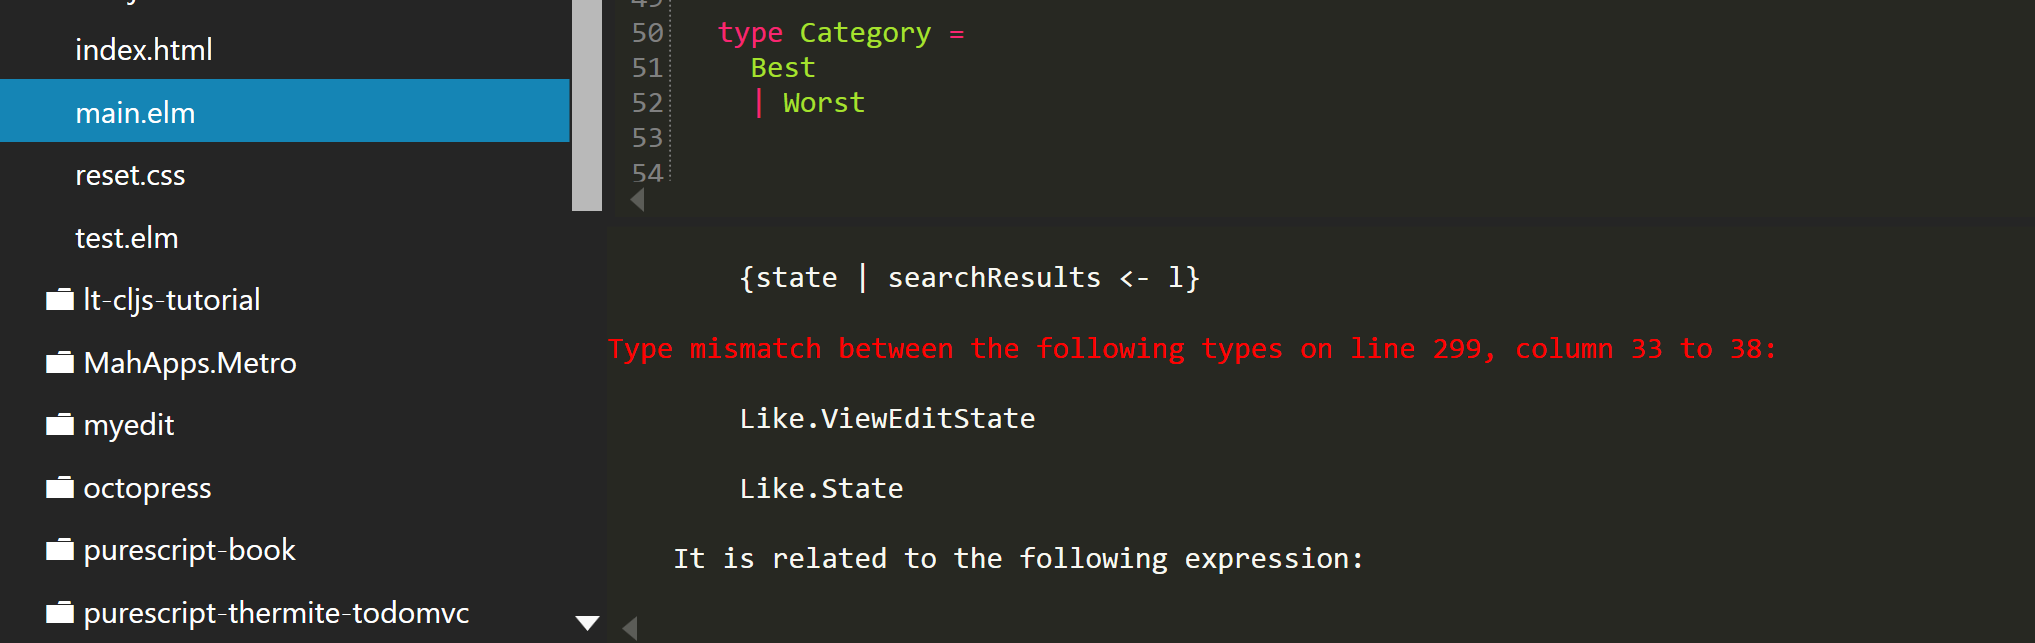 index.html
main.elm
reset.css
test.elm
lt-cljs-tutorial
MahApps.Metro
myedit
octopress
purescript-book
purescript-thermite-todomvc
49
50 type Category =
51 Best
52 | Worst
53
54
{state | searchResults <- l}
Type mismatch between the following types on line 299, column 33 to 38:
Like.ViewEditState
Like.State
It is related to the following expression: